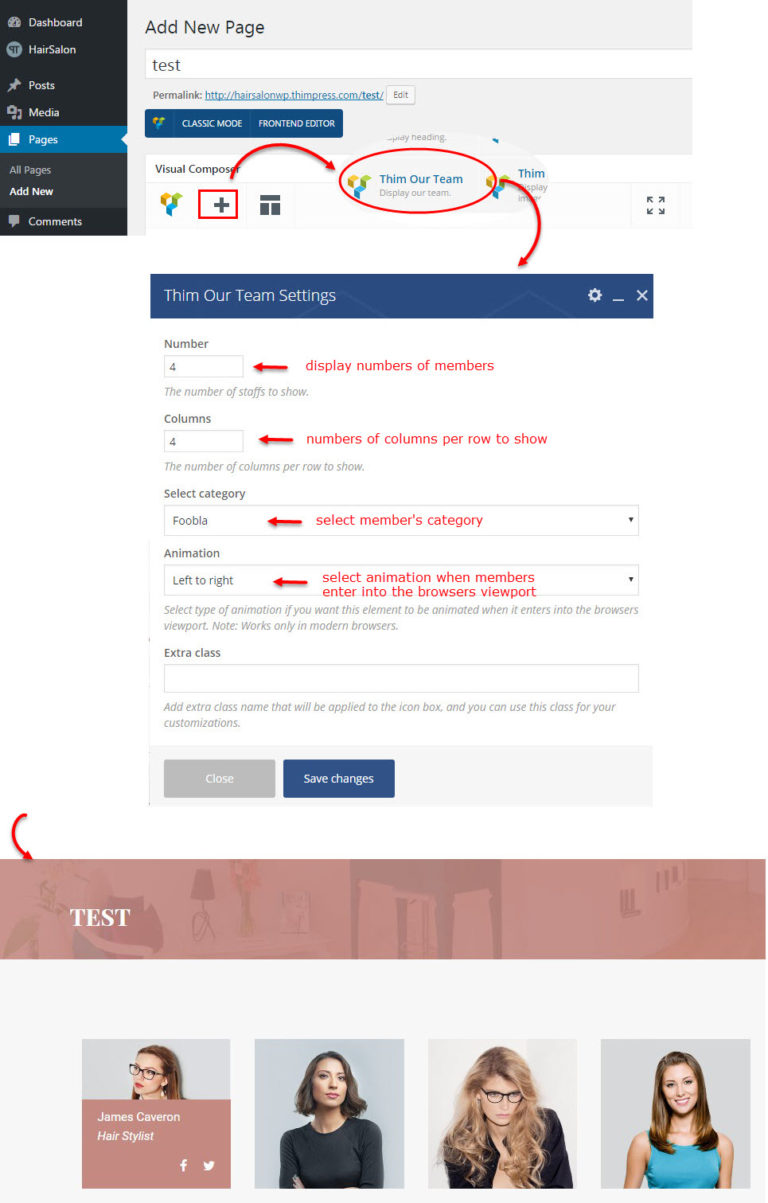 Dashboard
HairSalon
Posts
Media
Pages
All Pages
Add New
Comments
Add New Page
test
Permalink: http://hairsalonwp.thimpress.com/test/ Edit
CLASSIC MODE FRONTEND EDITOR
play heading.
Visual Composer
Thim Our Team
Display our team.
Thim
Display
Thim Our Team Settings
Number
4
display numbers of members
The number of staffs to show.
Columns
4
numbers of columns per row to show
The number of columns per row to show.
Select category
Foobla
select member's category
Animation
Left to right
select animation when members
enter into the browsers viewport
Select type of animation if you want this element to be animated when it enters into the browsers
viewport. Note: Works only in modern browsers.
Extra class
Add extra class name that will be applied to the icon box, and you can use this class for your
customizations.
Close Save changes
TEST
James Caveron
Hair Stylist